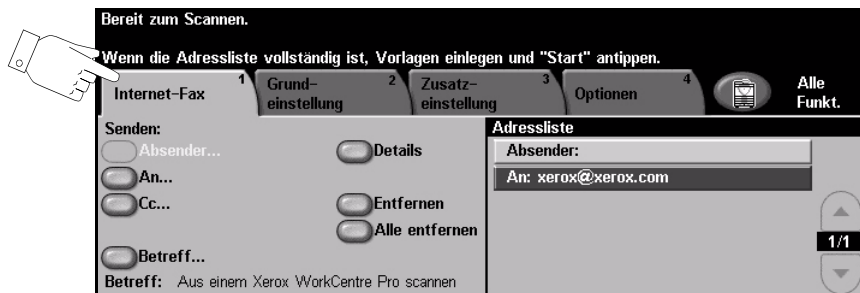 Bereit zum Scannen.
Wenn die Adressliste vollständig ist, Vorlagen einlegen und "Start" antippen.
Internet-Fax 1
Grund- 2
einstellung
Zusatz- 3
einstellung
Optionen 4
Alle
Funkt.
Senden:
Absender...
Details
An...
Cc...
Entfernen
Alle entfernen
Betreff...
Betreff: Aus einem Xerox WorkCentre Pro scannen
Adressliste
Absender:
An: xerox@xerox.com
1/1